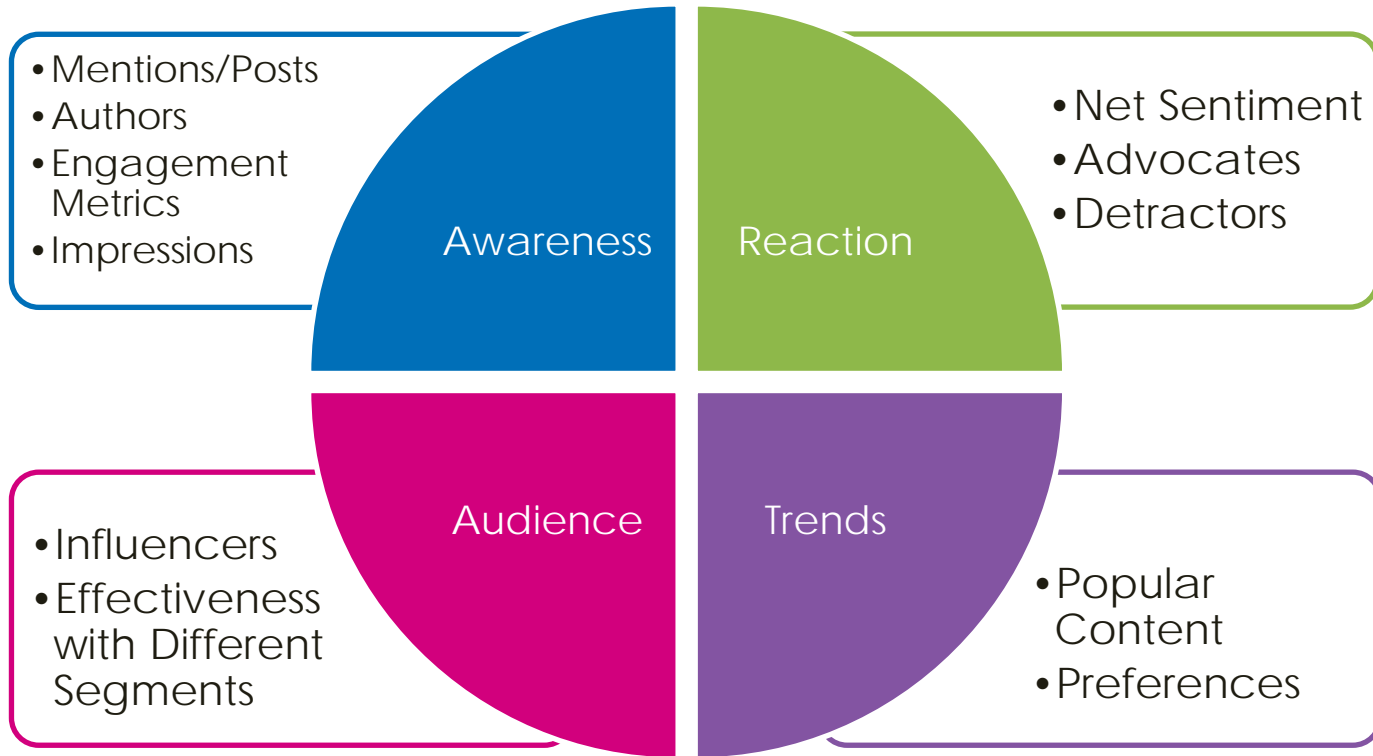 • Mentions/Posts
• Authors
• Engagement
Metrics
• Impressions
Awareness
Reaction
• Net Sentiment
• Advocates
• Detractors
• Influencers
• Effectiveness
with Different
Segments
Audience
Trends
• Popular
Content
• Preferences